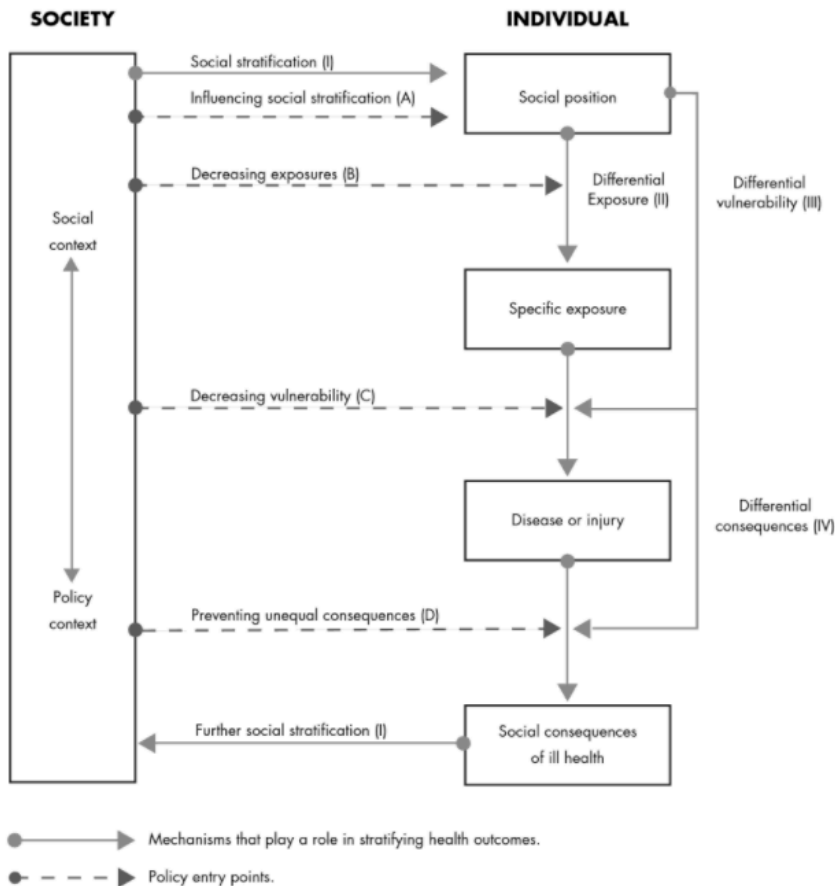 SOCIETY
INDIVIDUAL
Social stratification (I)
Influencing social stratification (A)
Social position
Decreasing exposures (B)
Differential
Exposure (II)
Differential
vulnerability (III)
Social
context
Specific exposure
Decreasing vulnerability (C)
Disease or injury
Differential
consequences (IV)
Policy
context
Preventing unequal consequences (D)
Further social stratification (I)
Social consequences
of ill health
Mechanisms that play a role in stratifying health outcomes.
Policy entry points.